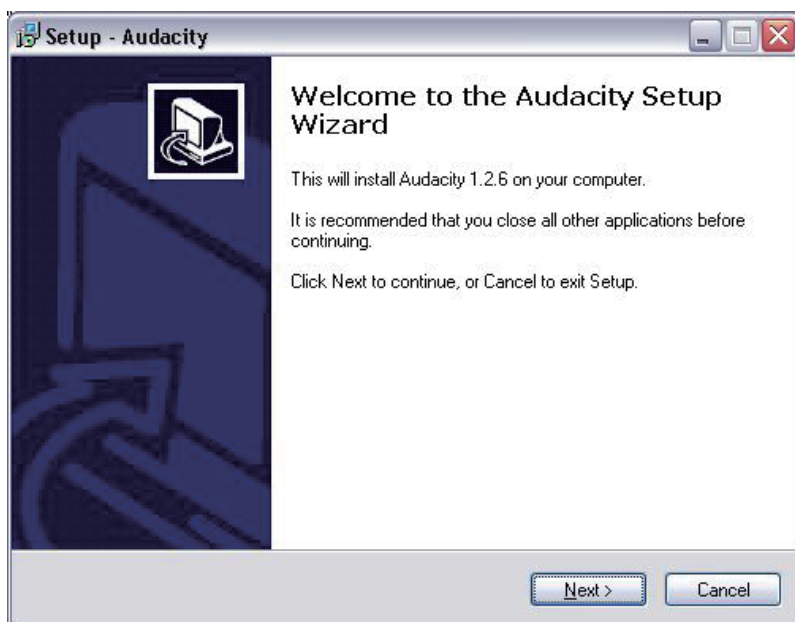 Setup - Audacity
Welcome to the Audacity Setup
Wizard
This will install Audacity 1.2.6 on your computer.
It is recommended that you close all other applications before
continuing.
Click Next to continue, or Cancel to exit Setup.
Next >
Cancel